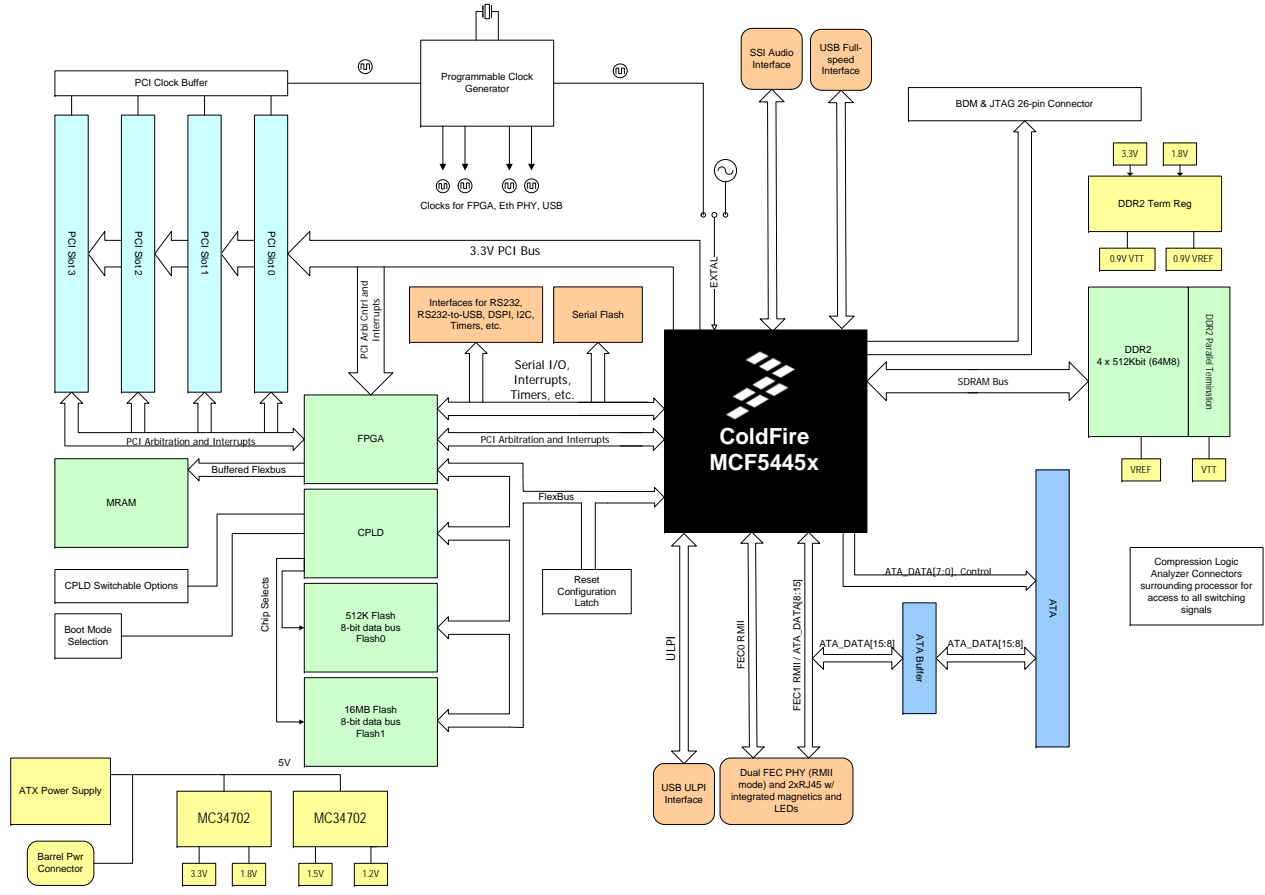 PCI Clock Buffer
Programmable Clock
Generator
SSI Audio
Interface
USB Full-
speed
Interface
BDM & JTAG 26-pin Connector
3.3V
1.8V
DDR2 Term Reg
0.9V VTT
0.9V VREF
Clocks for FPGA, Eth PHY, USB
PCI Slot 3
PCI Slot 2
PCI Slot 1
PCI Slot 0
3.3V PCI Bus
EXTAL
PCI Arbi Cntrl and
Interrupts
Interfaces for RS232,
RS232-to-USB, DSPI, I2C,
Timers, etc.
Serial Flash
Serial I/O,
Interrupts,
Timers, etc.
DDR2
4 x 512Kbit (64M8)
DDR2 Parallel Termination
SDRAM Bus
ColdFire
MCF5445x
PCI Arbitration and Interrupts
FPGA
PCI Arbitration and Interrupts
VREF
VTT
Buffered Flexbus
MRAM
FlexBus
CPLD
CPLD Switchable Options
Boot Mode
Selection
Chip Selects
Reset
Configuration
Latch
512K Flash
8-bit data bus
Flash0
16MB Flash
8-bit data bus
Flash1
ULPI
FEC0 RMII
FEC1 RMII / ATA_DATA[8:15]
ATA_DATA[7:0], Control
ATA_DATA[15:8]
ATA Buffer
ATA_DATA[15:8]
ATA
Compression Logic
Analyzer Connectors
surrounding processor for
access to all switching
signals
USB ULPI
Interface
Dual FEC PHY (RMII
mode) and 2xRJ45 w/
integrated magnetics and
LEDs
5V
ATX Power Supply
MC34702
MC34702
Barrel Pwr
Connector
3.3V
1.8V
1.5V
1.2V